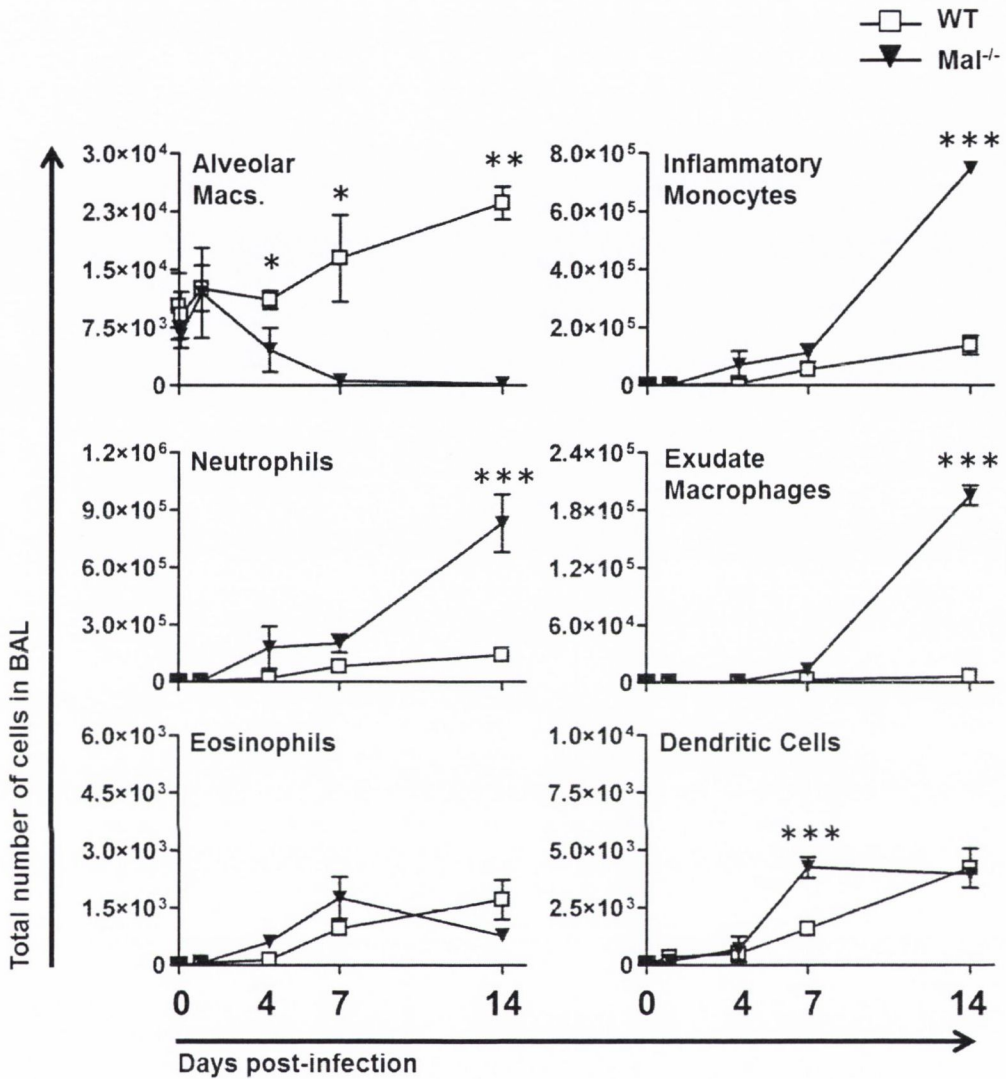 WT
Mal⁻/⁻
3.0×10⁴
2.3×10⁴
1.5×10⁴
7.5×10³
0
Alveolar
Macs.
*
*
**
8.0×10⁵
6.0×10⁵
4.0×10⁵
2.0×10⁵
0
Inflammatory
Monocytes
***
1.2×10⁶
9.0×10⁵
6.0×10⁵
3.0×10⁵
0
Neutrophils
***
2.4×10⁵
1.8×10⁵
1.2×10⁵
6.0×10⁴
0
Exudate
Macrophages
***
6.0×10³
4.5×10³
3.0×10³
1.5×10³
0
Eosinophils
0 4 7 14
1.0×10⁴
7.5×10³
5.0×10³
2.5×10³
0
Dendritic Cells
***
0 4 7 14
Total number of cells in BAL
Days post-infection